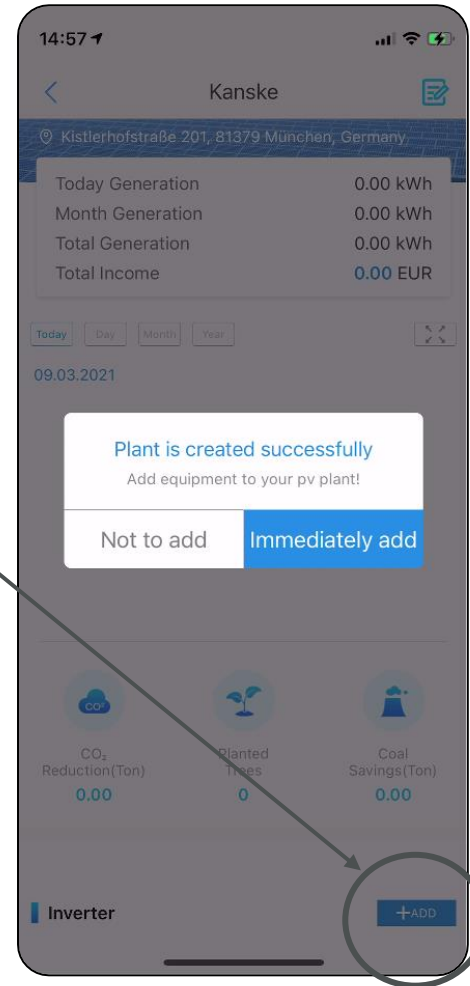 14:57
Kanske
Kistlerhofstraße 201, 81379 München, Germany
Today Generation 0.00 kWh
Month Generation 0.00 kWh
Total Generation 0.00 kWh
Total Income 0.00 EUR
Today Day Month Year
09.03.2021
Plant is created successfully
Add equipment to your pv plant!
Not to add Immediately add
CO²
CO₂ Planted Coal
Reduction(Ton) Trees Savings(Ton)
0.00 0 0.00
Inverter +ADD